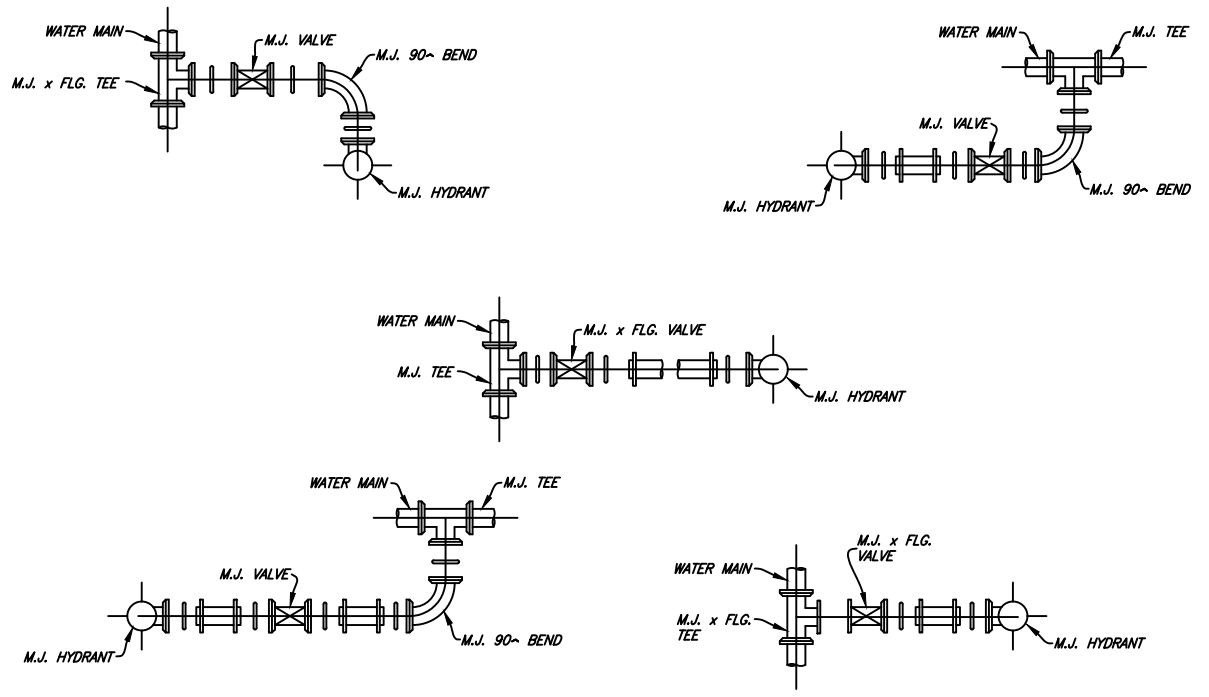 WATER MAIN
M.J. VALVE
M.J. 90~ BEND
M.J. x FLG. TEE
M.J. HYDRANT
WATER MAIN
M.J. TEE
M.J. VALVE
M.J. 90~ BEND
M.J. HYDRANT
WATER MAIN
M.J. x FLG. VALVE
M.J. TEE
M.J. HYDRANT
WATER MAIN
M.J. TEE
M.J. VALVE
M.J. 90~ BEND
M.J. HYDRANT
M.J. x FLG.
VALVE
WATER MAIN
M.J. x FLG.
TEE
M.J. HYDRANT